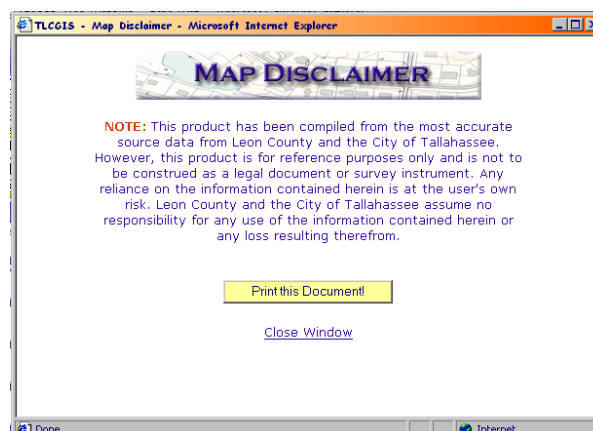 TLCGIS - Map Disclaimer - Microsoft Internet Explorer
MAP DISCLAIMER
NOTE: This product has been compiled from the most accurate
source data from Leon County and the City of Tallahassee.
However, this product is for reference purposes only and is not to
be construed as a legal document or survey instrument. Any
reliance on the information contained herein is at the user's own
risk. Leon County and the City of Tallahassee assume no
responsibility for any use of the information contained herein or
any loss resulting therefrom.
Print this Document!
Close Window
Done
Internet